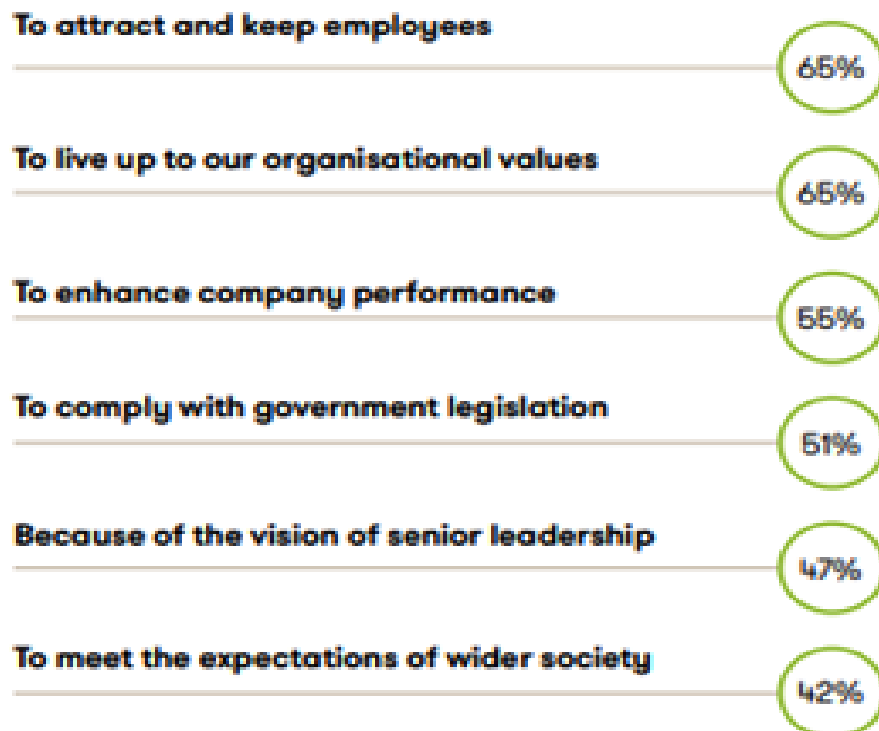 To attract and keep employees
65%
To live up to our organisational values
65%
To enhance company performance
55%
To comply with government legislation
51%
Because of the vision of senior leadership
47%
To meet the expectations of wider society
42%